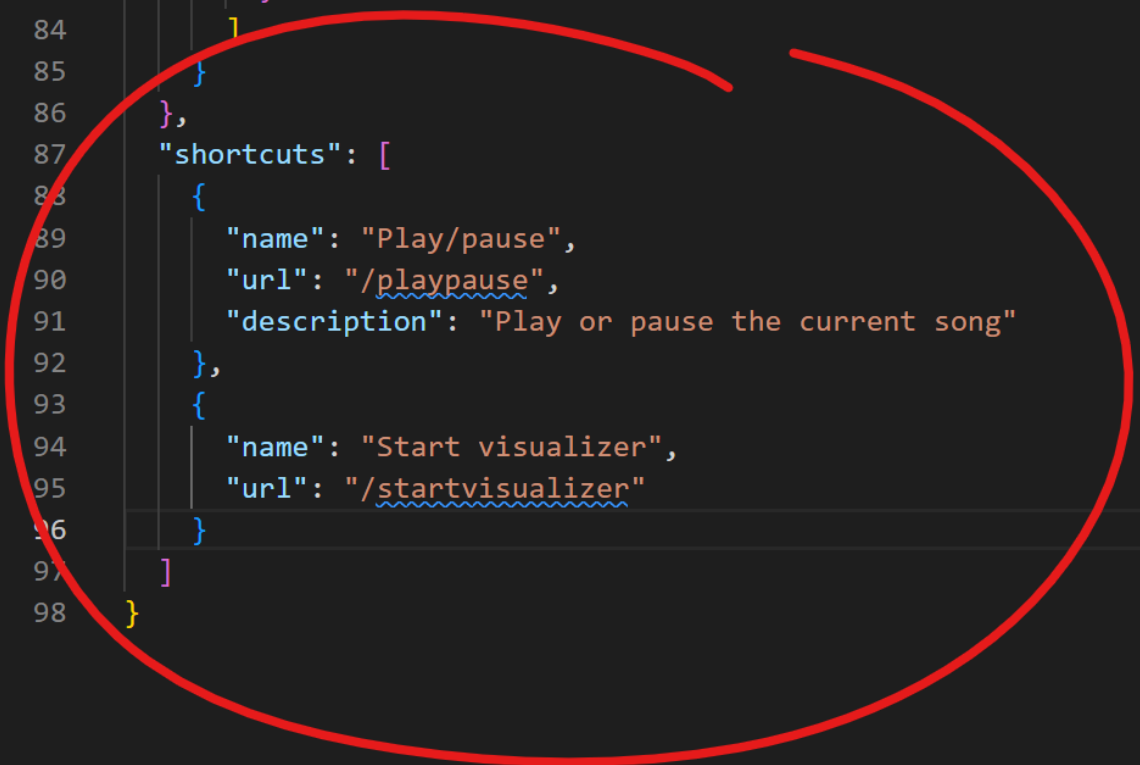 84 ]
85 }
86 },
87 "shortcuts": [
88 {
89 "name": "Play/pause",
90 "url": "/playpause",
91 "description": "Play or pause the current song"
92 },
93 {
94 "name": "Start visualizer",
95 "url": "/startvisualizer"
96 }
97 ]
98 }